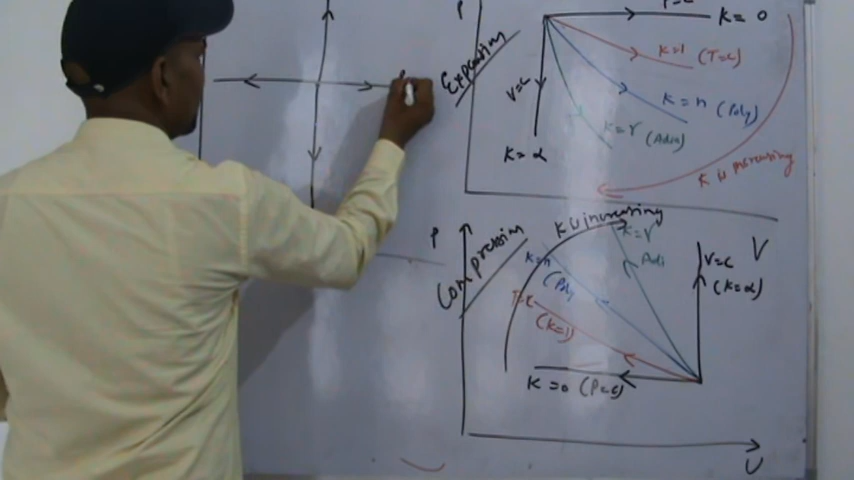 P
P=c
K=0
Expansion
K=1 (T=c)
V=c
K=n (Poly)
K=γ (Adia)
K=α
K is increasing
P
Compression
K is increasing
K=γ
Adi
V=c
(K=α)
V
K=n
(Poly
T=c
(K=1)
K=0 (P=c)
υ